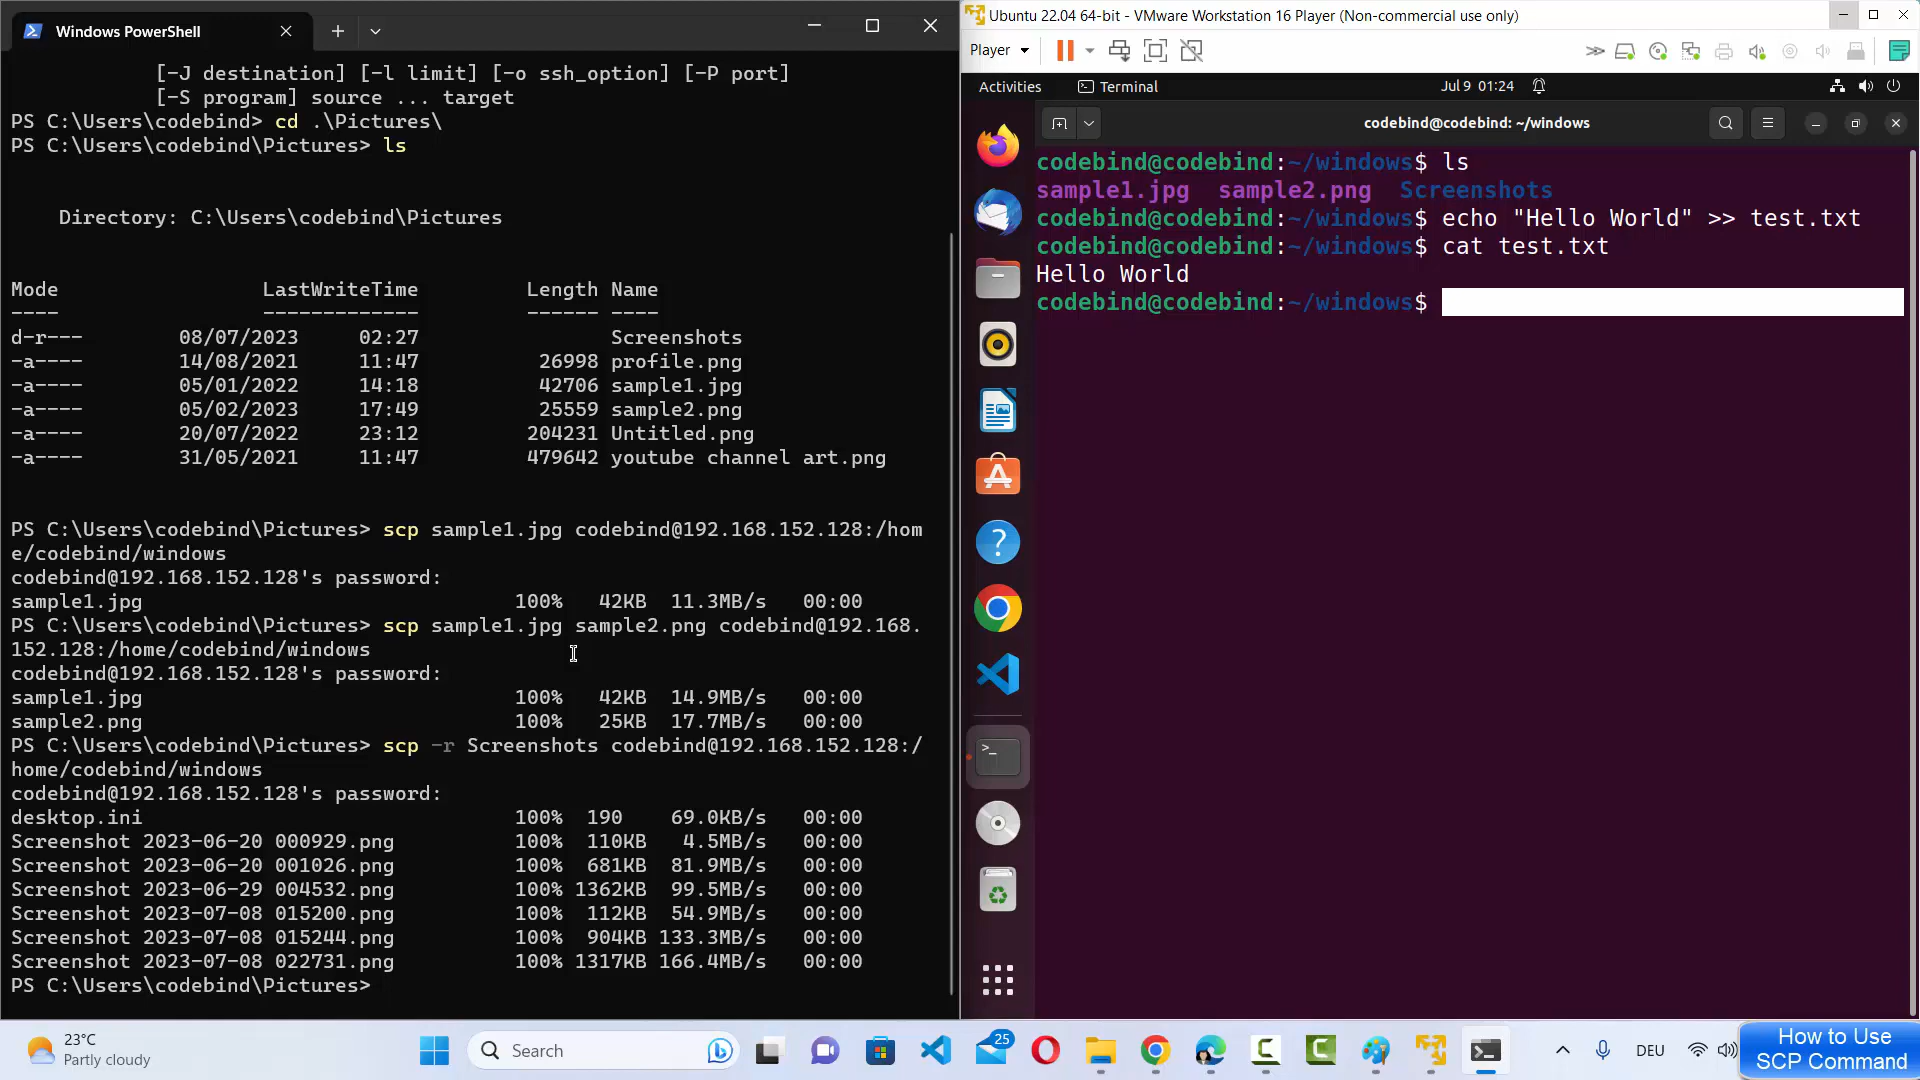 Windows PowerShell
[-J destination] [-l limit] [-o ssh_option] [-P port]
[-S program] source ... target
PS C:\Users\codebind> cd .\Pictures\
PS C:\Users\codebind\Pictures> ls
Directory: C:\Users\codebind\Pictures
Mode LastWriteTime Length Name
---- ------------- ------ ----
d-r--- 08/07/2023 02:27 Screenshots
-a---- 14/08/2021 11:47 26998 profile.png
-a---- 05/01/2022 14:18 42706 sample1.jpg
-a---- 05/02/2023 17:49 25559 sample2.png
-a---- 20/07/2022 23:12 204231 Untitled.png
-a---- 31/05/2021 11:47 479642 youtube channel art.png
PS C:\Users\codebind\Pictures> scp sample1.jpg codebind@192.168.152.128:/hom
e/codebind/windows
codebind@192.168.152.128's password:
sample1.jpg 100% 42KB 11.3MB/s 00:00
PS C:\Users\codebind\Pictures> scp sample1.jpg sample2.png codebind@192.168.
152.128:/home/codebind/windows
codebind@192.168.152.128's password:
sample1.jpg 100% 42KB 14.9MB/s 00:00
sample2.png 100% 25KB 17.7MB/s 00:00
PS C:\Users\codebind\Pictures> scp -r Screenshots codebind@192.168.152.128:/
home/codebind/windows
codebind@192.168.152.128's password:
desktop.ini 100% 190 69.0KB/s 00:00
Screenshot 2023-06-20 000929.png 100% 110KB 4.5MB/s 00:00
Screenshot 2023-06-20 001026.png 100% 681KB 81.9MB/s 00:00
Screenshot 2023-06-29 004532.png 100% 1362KB 99.5MB/s 00:00
Screenshot 2023-07-08 015200.png 100% 112KB 54.9MB/s 00:00
Screenshot 2023-07-08 015244.png 100% 904KB 133.3MB/s 00:00
Screenshot 2023-07-08 022731.png 100% 1317KB 166.4MB/s 00:00
PS C:\Users\codebind\Pictures>
Ubuntu 22.04 64-bit - VMware Workstation 16 Player (Non-commercial use only)
Player
Activities Terminal Jul 9 01:24
codebind@codebind: ~/windows
codebind@codebind:~/windows$ ls
sample1.jpg sample2.png Screenshots
codebind@codebind:~/windows$ echo "Hello World" >> test.txt
codebind@codebind:~/windows$ cat test.txt
Hello World
codebind@codebind:~/windows$
23°C
Partly cloudy
Search
25
DEU
How to Use
SCP Command